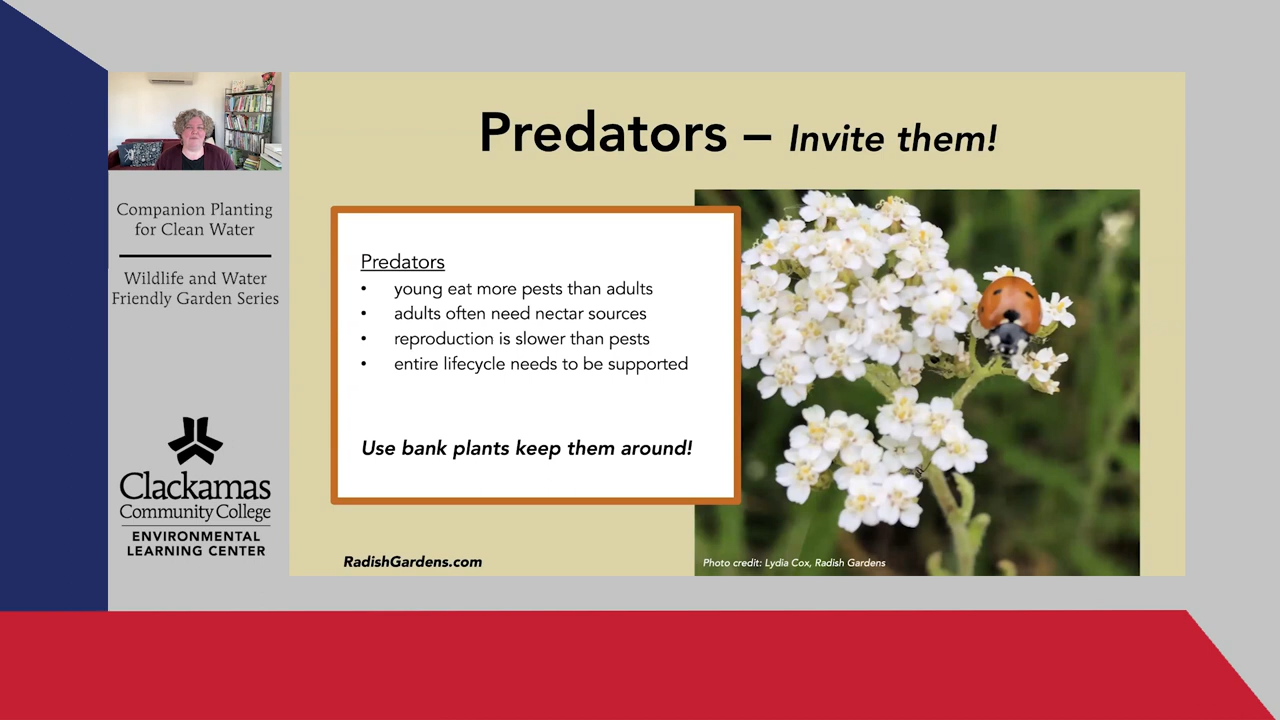 Predators – Invite them!
Companion Planting
for Clean Water
Wildlife and Water
Friendly Garden Series
Clackamas
Community College
ENVIRONMENTAL
LEARNING CENTER
Predators
• young eat more pests than adults
• adults often need nectar sources
• reproduction is slower than pests
• entire lifecycle needs to be supported
Use bank plants keep them around!
RadishGardens.com
Photo credit: Lydia Cox, Radish Gardens